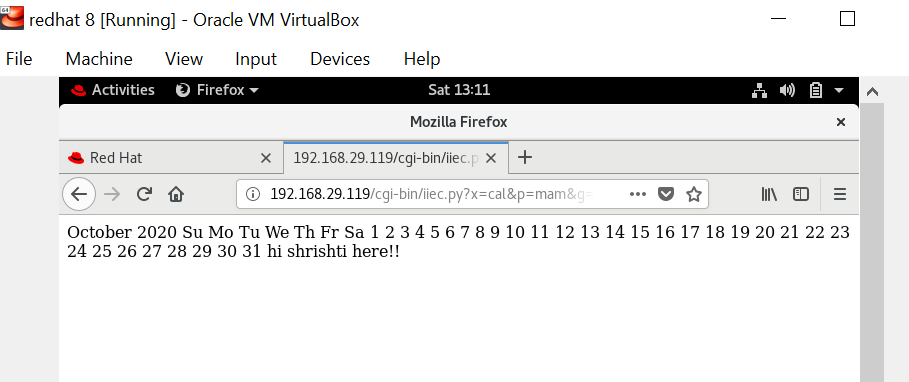 redhat 8 [Running] - Oracle VM VirtualBox
File Machine View Input Devices Help
Activities Firefox Sat 13:11
Mozilla Firefox
Red Hat 192.168.29.119/cgi-bin/iiec.p
192.168.29.119/cgi-bin/iiec.py?x=cal&p=mam&g=
October 2020 Su Mo Tu We Th Fr Sa 1 2 3 4 5 6 7 8 9 10 11 12 13 14 15 16 17 18 19 20 21 22 23
24 25 26 27 28 29 30 31 hi shrishti here!!